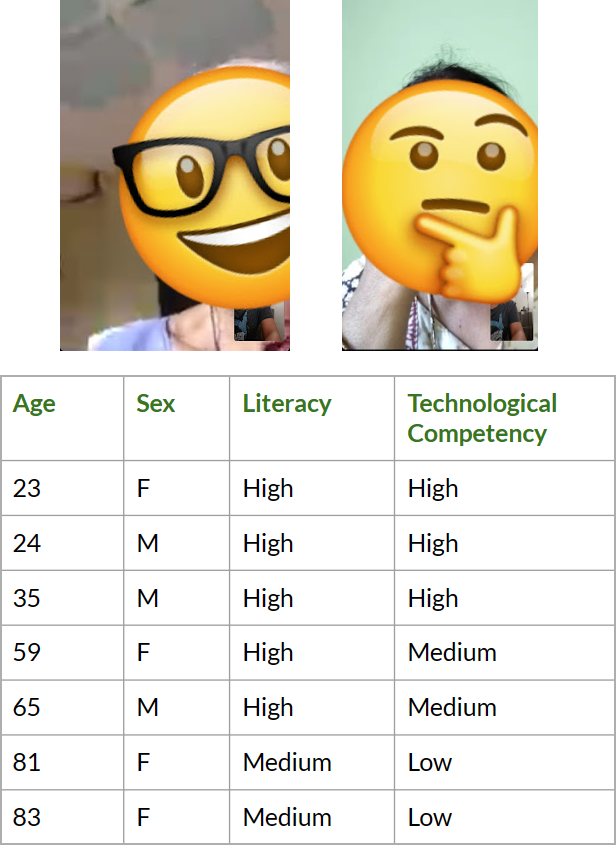 Age Sex Literacy Technological
Competency
23 F High High
24 M High High
35 M High High
59 F High Medium
65 M High Medium
81 F Medium Low
83 F Medium Low